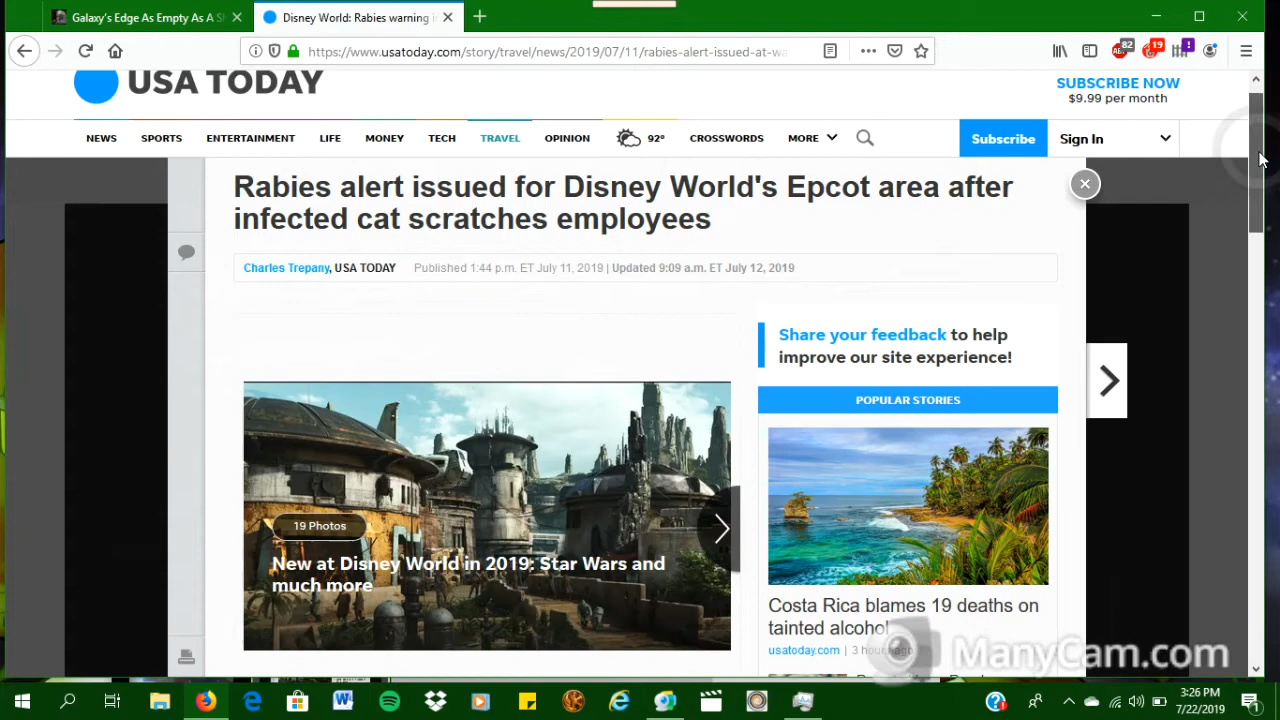 Galaxy's Edge As Empty As A S
Disney World: Rabies warning i
https://www.usatoday.com/story/travel/news/2019/07/11/rabies-alert-issued-at-wa
82
19
!
USA TODAY
SUBSCRIBE NOW
$9.99 per month
NEWS SPORTS ENTERTAINMENT LIFE MONEY TECH TRAVEL OPINION 92° CROSSWORDS MORE Subscribe Sign In
Rabies alert issued for Disney World's Epcot area after
infected cat scratches employees
Charles Trepany, USA TODAY Published 1:44 p.m. ET July 11, 2019 | Updated 9:09 a.m. ET July 12, 2019
Share your feedback to help
improve our site experience!
POPULAR STORIES
19 Photos
New at Disney World in 2019: Star Wars and
much more
Costa Rica blames 19 deaths on
tainted alcohol
usatoday.com | 3 hours ago
ManyCam.com
3:26 PM
7/22/2019